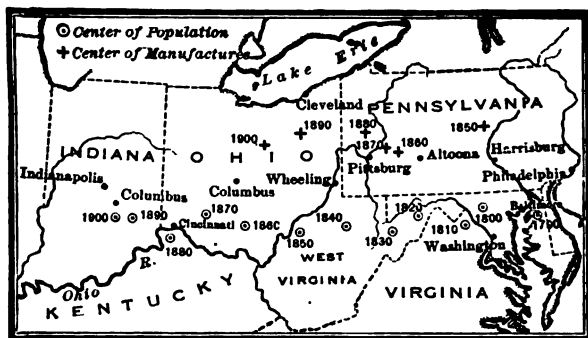 Center of Population
+ Center of Manufactures
Lake Erie
Cleveland
PENNSYLVANIA
1890
1880
1850
1900
1870
1860
INDIANA
OHIO
Harrisburg
Altoona
Pittsburg
Indianapolis
Wheeling
Philadelphia
Columbus
Columbus
1870
1820
1800
Baltimore
1900
1890
Cincinnati
1860
1840
1810
1790
1880
1850
1830
Washington
WEST
VIRGINIA
R.
Ohio
KENTUCKY
VIRGINIA